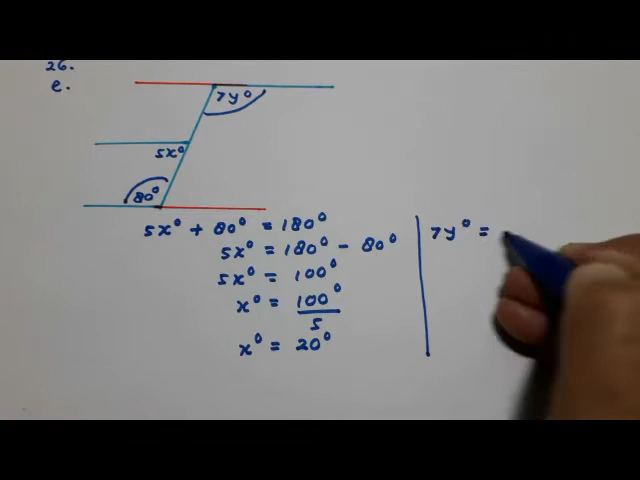 26.
e.
7y°
5x°
80°
5x° + 80° = 180°
5x° = 180° - 80°
5x° = 100°
x° = 100°
5
x° = 20°
7y° =